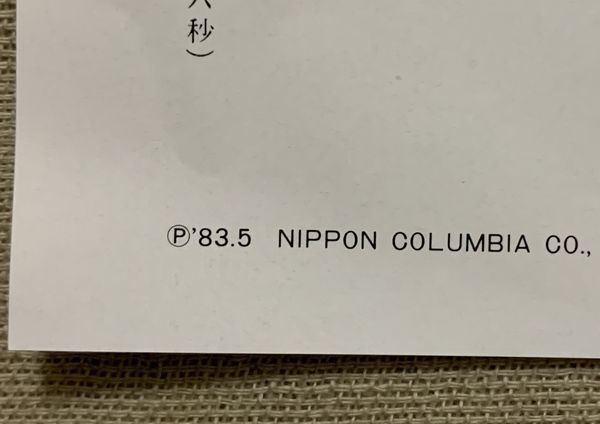 秒)
Ⓟ'83.5 NIPPON COLUMBIA CO.,